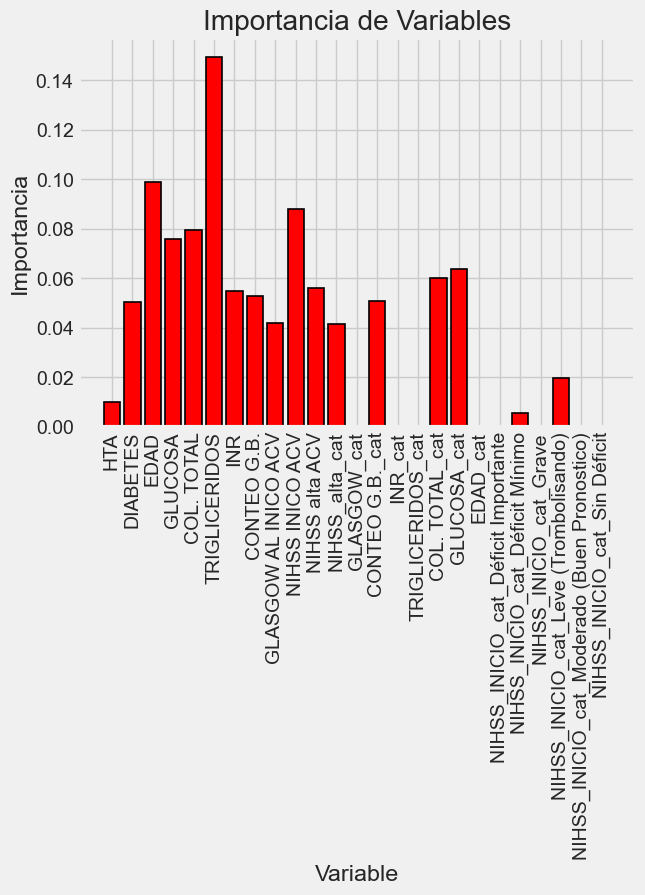 Importancia de Variables
Importancia
0.14
0.12
0.10
0.08
0.06
0.04
0.02
0.00
HTA
DIABETES
EDAD
GLUCOSA
COL. TOTAL
TRIGLICERIDOS
INR
CONTEO G.B.
GLASGOW AL INICO ACV
NIHSS INICO ACV
NIHSS alta ACV
NIHSS_alta_cat
GLASGOW_cat
CONTEO G.B._cat
INR_cat
TRIGLICERIDOS_cat
COL. TOTAL_cat
GLUCOSA_cat
EDAD_cat
NIHSS_INICIO_cat_Déficit Importante
NIHSS_INICIO_cat_Déficit Mínimo
NIHSS_INICIO_cat_Grave
NIHSS_INICIO_cat_Leve (Trombolisando)
NIHSS_INICIO_cat_Moderado (Buen Pronostico)
NIHSS_INICIO_cat_Sin Déficit
Variable